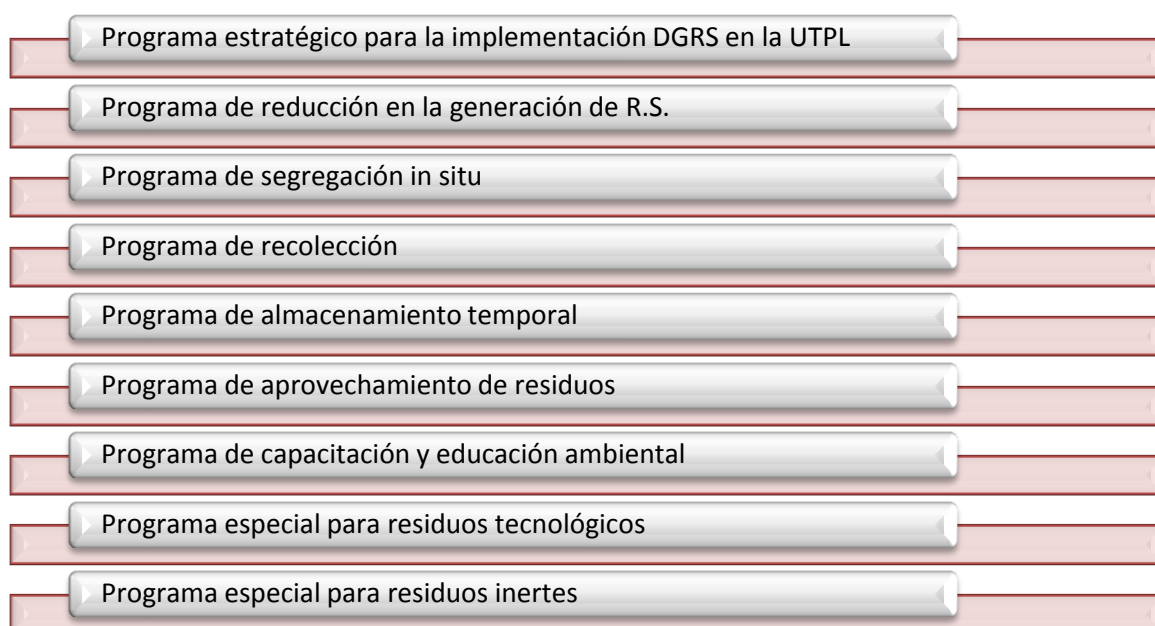 Programa estratégico para la implementación DGRS en la UTPL
Programa de reducción en la generación de R.S.
Programa de segregación in situ
Programa de recolección
Programa de almacenamiento temporal
Programa de aprovechamiento de residuos
Programa de capacitación y educación ambiental
Programa especial para residuos tecnológicos
Programa especial para residuos inertes